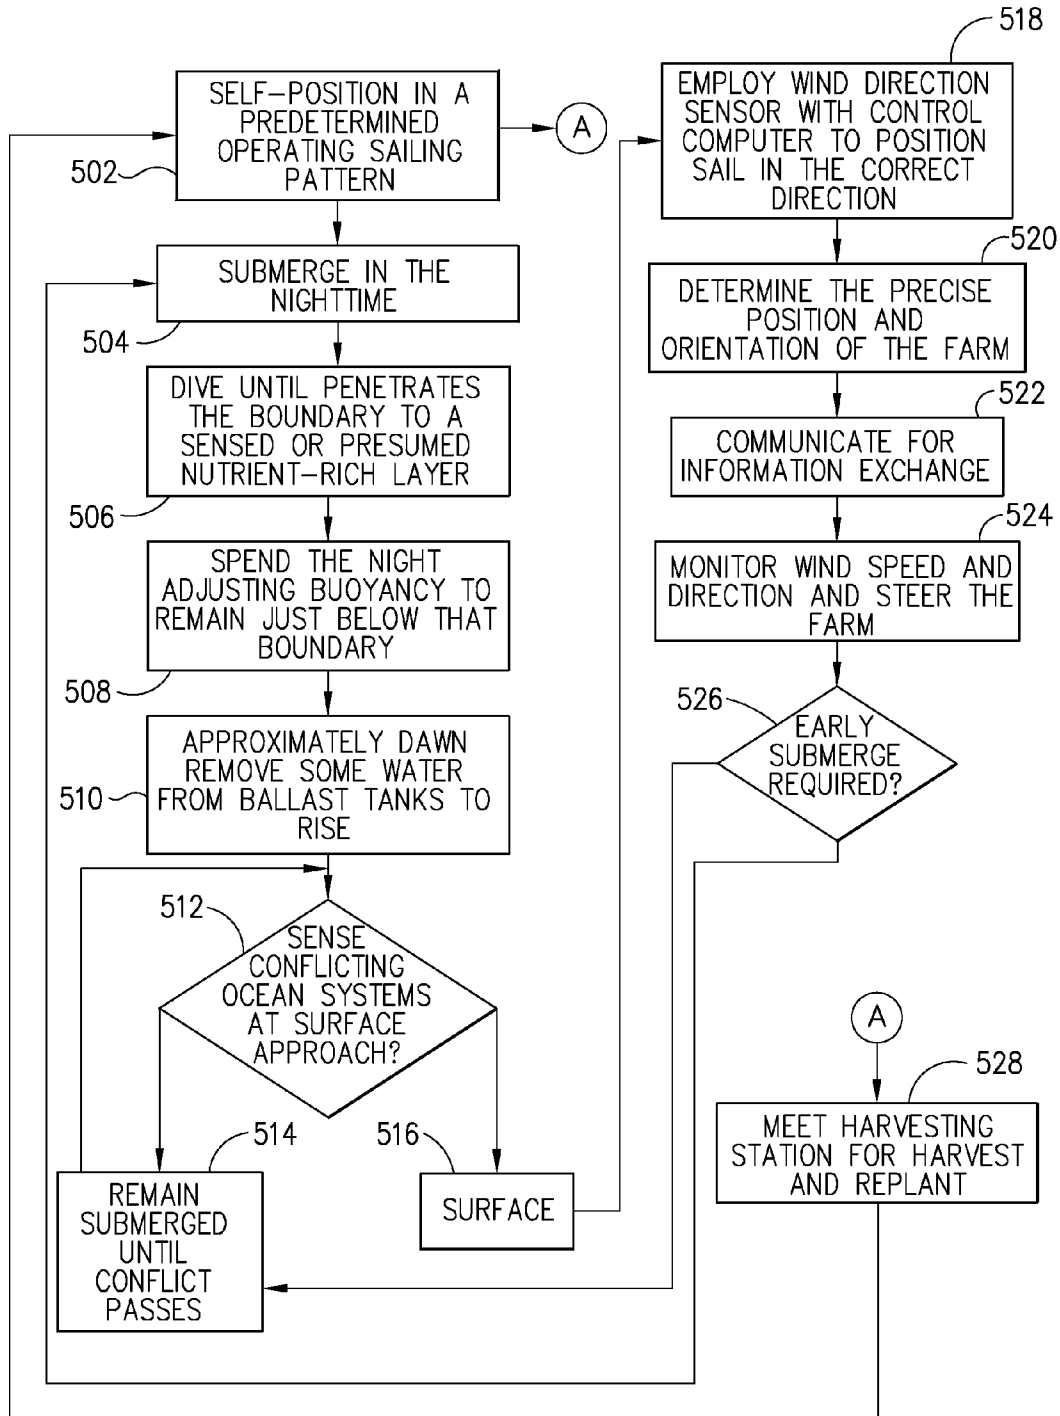 518
SELF-POSITION IN A
PREDETERMINED
OPERATING SAILING
PATTERN
502
A
EMPLOY WIND DIRECTION
SENSOR WITH CONTROL
COMPUTER TO POSITION
SAIL IN THE CORRECT
DIRECTION
SUBMERGE IN THE
NIGHTTIME
504
520
DETERMINE THE PRECISE
POSITION AND
ORIENTATION OF THE FARM
DIVE UNTIL PENETRATES
THE BOUNDARY TO A
SENSED OR PRESUMED
NUTRIENT-RICH LAYER
506
522
COMMUNICATE FOR
INFORMATION EXCHANGE
SPEND THE NIGHT
ADJUSTING BUOYANCY TO
REMAIN JUST BELOW THAT
BOUNDARY
508
524
MONITOR WIND SPEED AND
DIRECTION AND STEER THE
FARM
APPROXIMATELY DAWN
REMOVE SOME WATER
FROM BALLAST TANKS TO
RISE
510
526
EARLY
SUBMERGE
REQUIRED?
512
SENSE
CONFLICTING
OCEAN SYSTEMS
AT SURFACE
APPROACH?
514
REMAIN
SUBMERGED
UNTIL
CONFLICT
PASSES
516
SURFACE
A
528
MEET HARVESTING
STATION FOR HARVEST
AND REPLANT